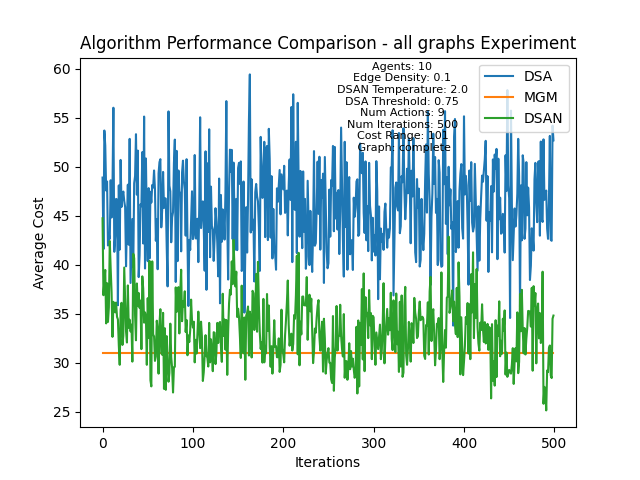 Algorithm Performance Comparison - all graphs Experiment
Agents: 10
Edge Density: 0.1
DSAN Temperature: 2.0
DSA Threshold: 0.75
Num Actions: 9
Num Iterations: 500
Cost Range: 101
Graph: complete
DSA
MGM
DSAN
Average Cost
60
55
50
45
40
35
30
25
0
100
200
300
400
500
Iterations